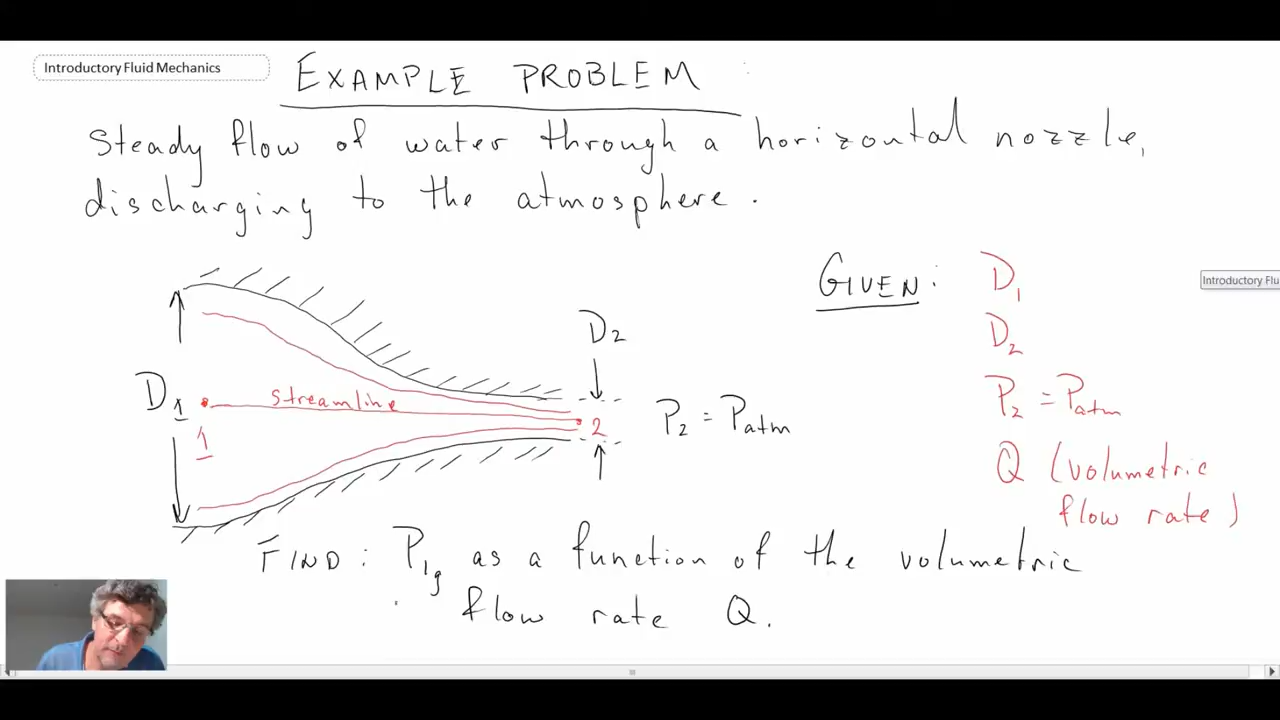 Introductory Fluid Mechanics
EXAMPLE PROBLEM
Steady flow of water through a horizontal nozzle,
discharging to the atmosphere.
GIVEN: D1
D2
P2 = Patm
Q (volumetric
flow rate)
D2
D1
streamline
1
2
P2 = Patm
FIND: P1g as a function of the volumetric
flow rate Q.
Introductory Flu